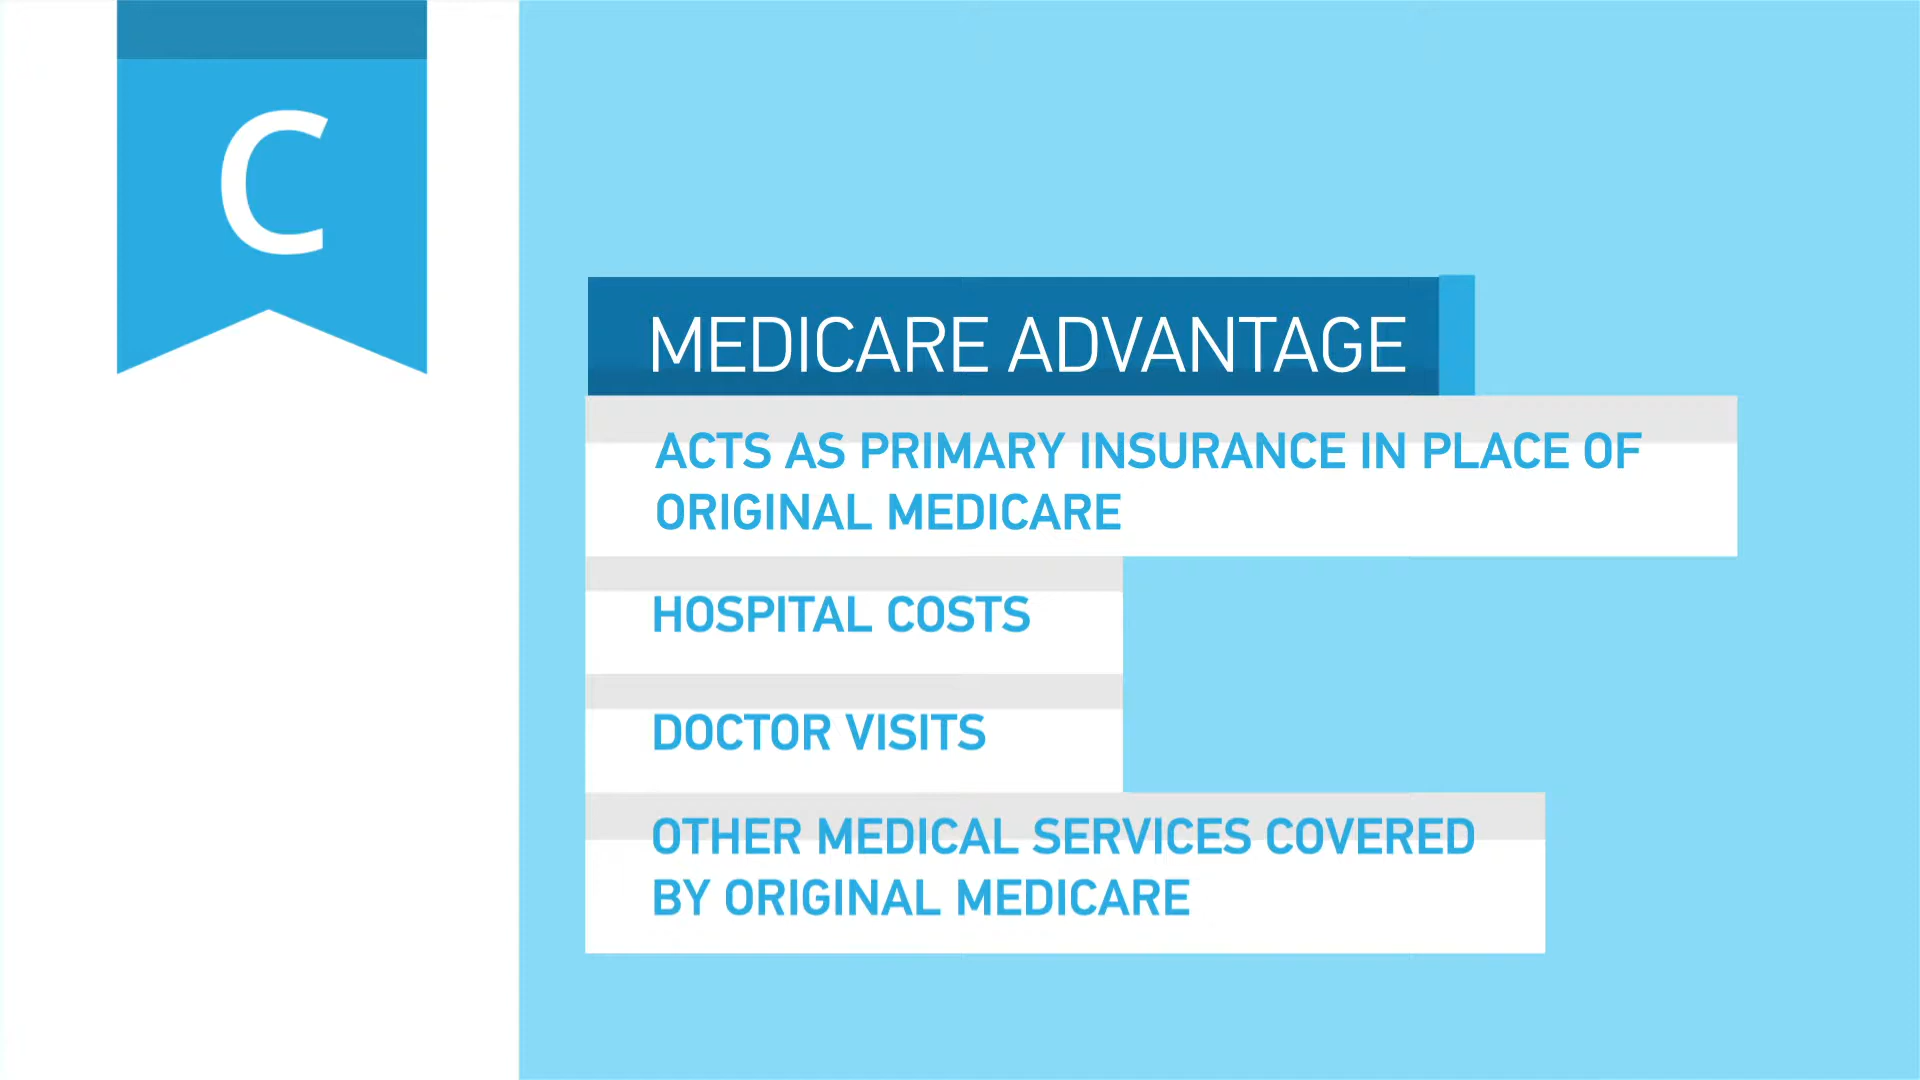 C
MEDICARE ADVANTAGE
ACTS AS PRIMARY INSURANCE IN PLACE OF
ORIGINAL MEDICARE
HOSPITAL COSTS
DOCTOR VISITS
OTHER MEDICAL SERVICES COVERED
BY ORIGINAL MEDICARE